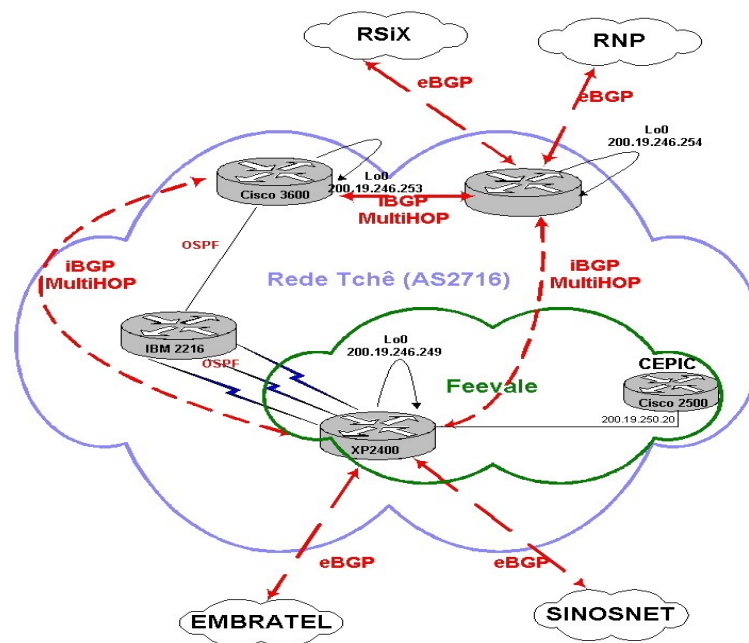 RSiX
RNP
eBGP
eBGP
Lo0
200.19.246.254
Lo0
200.19.246.253
Cisco 3600
iBGP
MultiHOP
OSPF
iBGP
MultiHOP
Rede Tchê (AS2716)
iBGP
MultiHOP
IBM 2216
OSPF
Lo0
200.19.246.249
Feevale
CEPIC
Cisco 2500
200.19.250.20
XP2400
eBGP
eBGP
EMBRATEL
SINOSNET